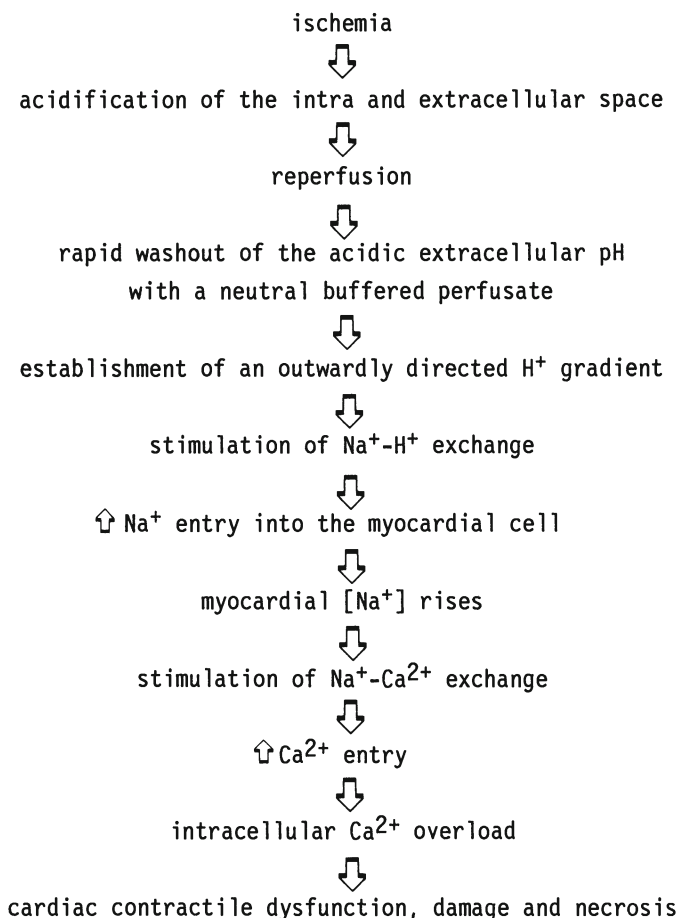 ischemia
acidification of the intra and extracellular space
reperfusion
rapid washout of the acidic extracellular pH
with a neutral buffered perfusate
establishment of an outwardly directed H⁺ gradient
stimulation of Na⁺-H⁺ exchange
⇧ Na⁺ entry into the myocardial cell
myocardial [Na⁺] rises
stimulation of Na⁺-Ca²⁺ exchange
⇧ Ca²⁺ entry
intracellular Ca²⁺ overload
cardiac contractile dysfunction, damage and necrosis